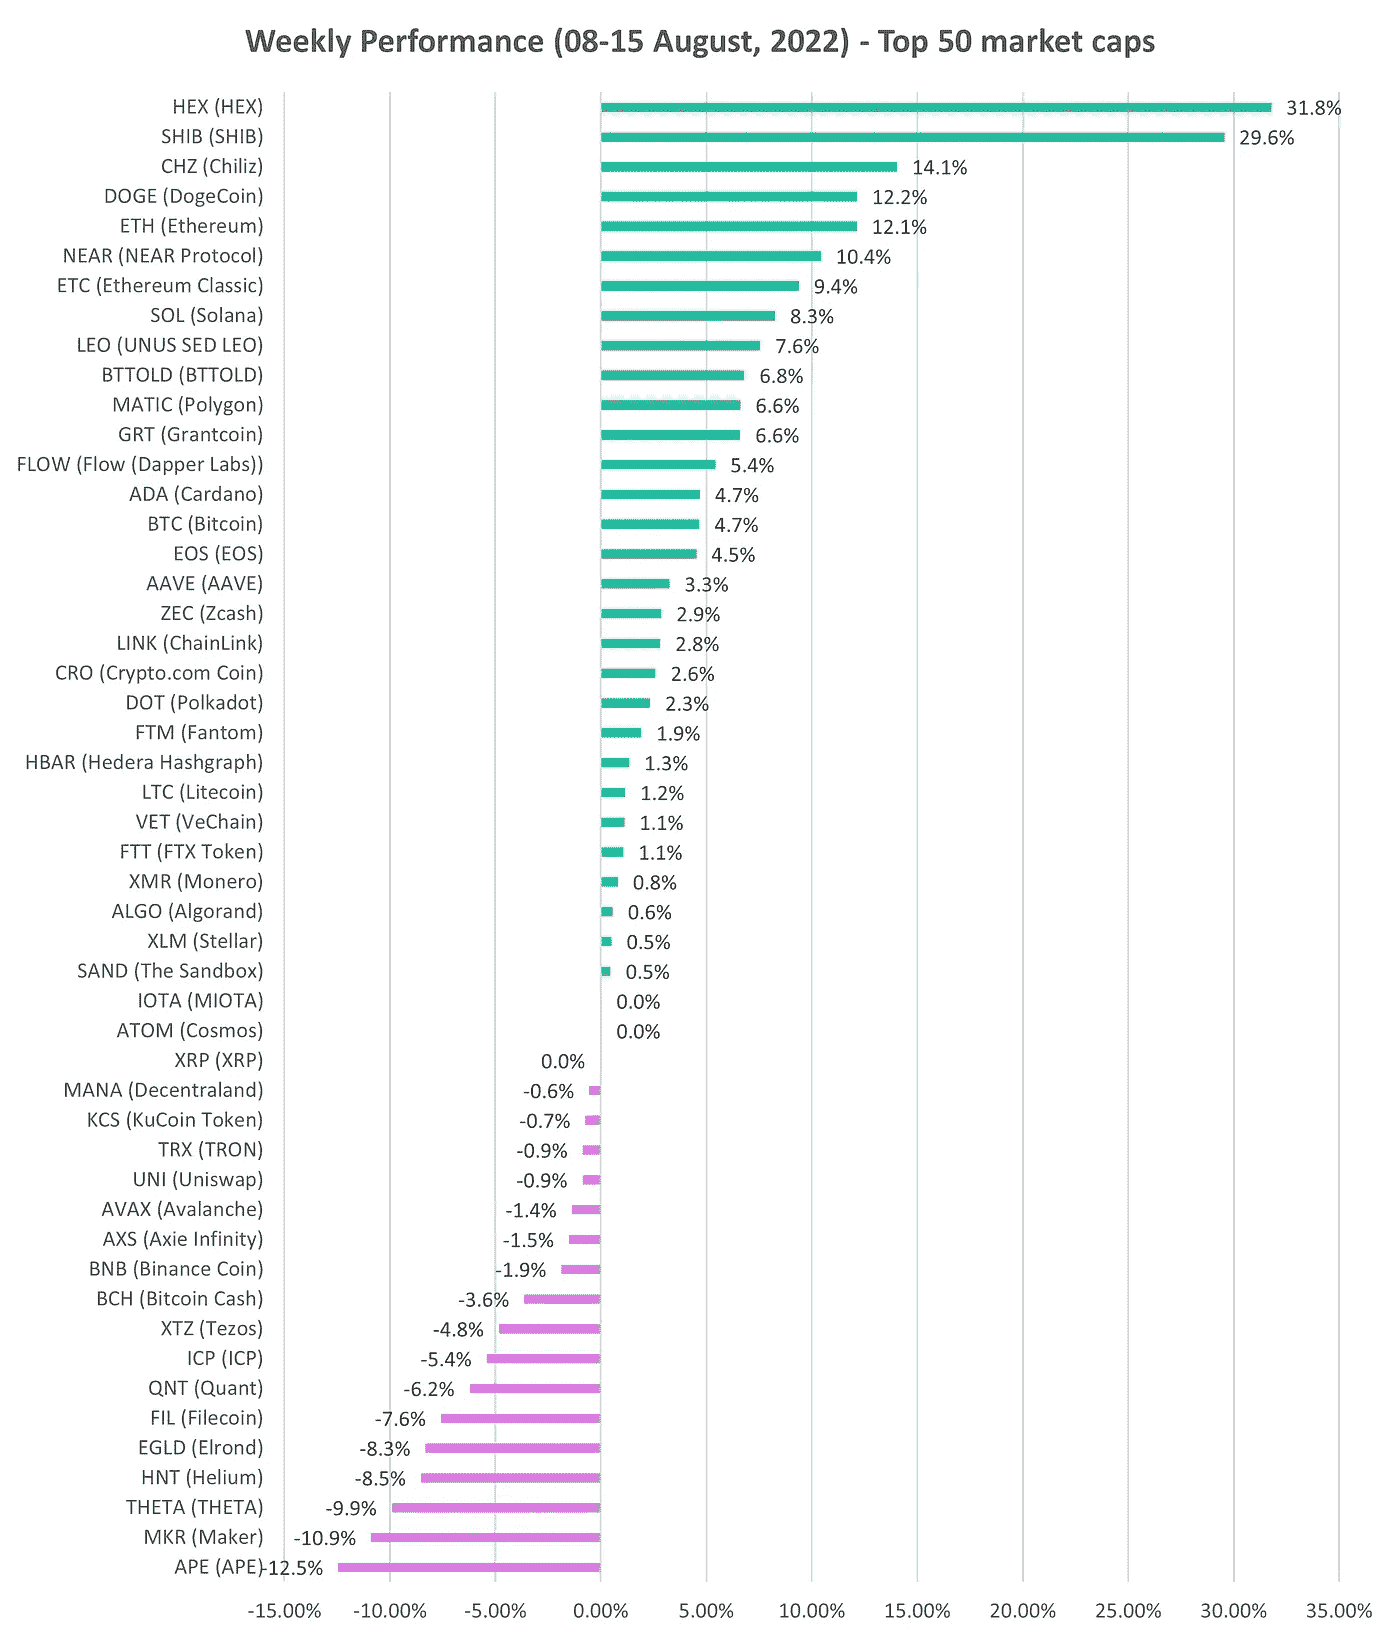 Weekly Performance (08-15 August, 2022) - Top 50 market caps
HEX (HEX) 31.8%
SHIB (SHIB) 29.6%
CHZ (Chiliz) 14.1%
DOGE (DogeCoin) 12.2%
ETH (Ethereum) 12.1%
NEAR (NEAR Protocol) 10.4%
ETC (Ethereum Classic) 9.4%
SOL (Solana) 8.3%
LEO (UNUS SED LEO) 7.6%
BTTOLD (BTTOLD) 6.8%
MATIC (Polygon) 6.6%
GRT (Grantcoin) 6.6%
FLOW (Flow (Dapper Labs)) 5.4%
ADA (Cardano) 4.7%
BTC (Bitcoin) 4.7%
EOS (EOS) 4.5%
AAVE (AAVE) 3.3%
ZEC (Zcash) 2.9%
LINK (ChainLink) 2.8%
CRO (Crypto.com Coin) 2.6%
DOT (Polkadot) 2.3%
FTM (Fantom) 1.9%
HBAR (Hedera Hashgraph) 1.3%
LTC (Litecoin) 1.2%
VET (VeChain) 1.1%
FTT (FTX Token) 1.1%
XMR (Monero) 0.8%
ALGO (Algorand) 0.6%
XLM (Stellar) 0.5%
SAND (The Sandbox) 0.5%
IOTA (MIOTA) 0.0%
ATOM (Cosmos) 0.0%
XRP (XRP) 0.0%
MANA (Decentraland) -0.6%
KCS (KuCoin Token) -0.7%
TRX (TRON) -0.9%
UNI (Uniswap) -0.9%
AVAX (Avalanche) -1.4%
AXS (Axie Infinity) -1.5%
BNB (Binance Coin) -1.9%
BCH (Bitcoin Cash) -3.6%
XTZ (Tezos) -4.8%
ICP (ICP) -5.4%
QNT (Quant) -6.2%
FIL (Filecoin) -7.6%
EGLD (Elrond) -8.3%
HNT (Helium) -8.5%
THETA (THETA) -9.9%
MKR (Maker) -10.9%
APE (APE) -12.5%
-15.00% -10.00% -5.00% 0.00% 5.00% 10.00% 15.00% 20.00% 25.00% 30.00% 35.00%